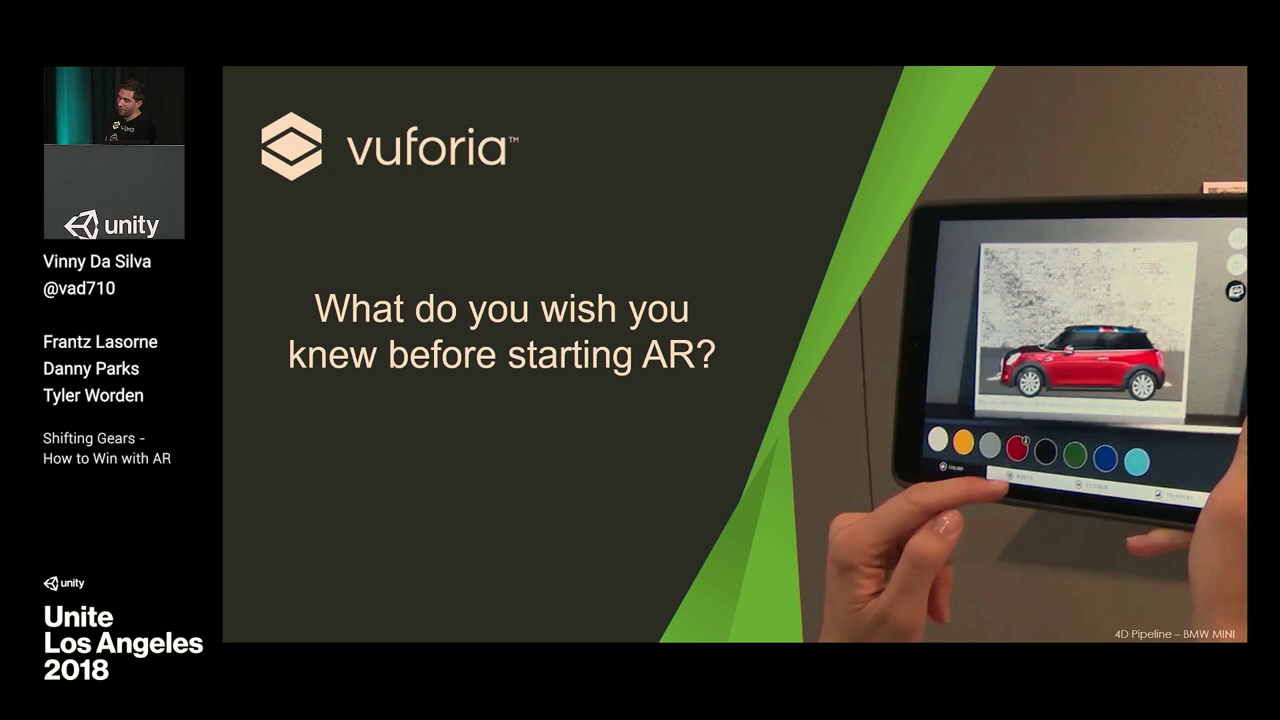 unity
Vinny Da Silva
@vad710
Frantz Lasorne
Danny Parks
Tyler Worden
Shifting Gears -
How to Win with AR
unity
Unite
Los Angeles
2018
vuforia™
What do you wish you
knew before starting AR?
4D Pipeline – BMW MINI